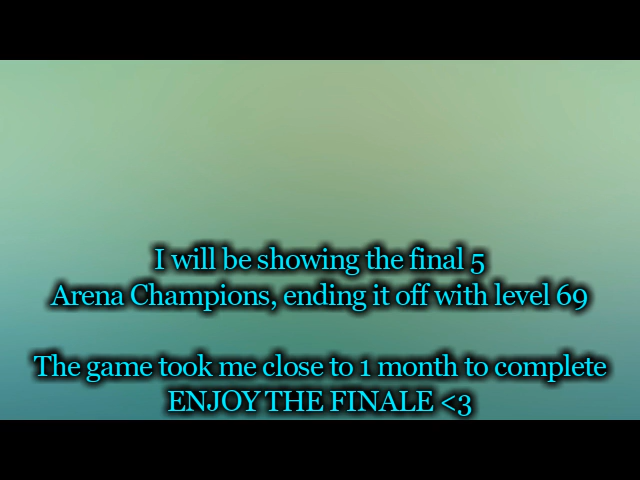 I will be showing the final 5
Arena Champions, ending it off with level 69
The game took me close to 1 month to complete
ENJOY THE FINALE <3